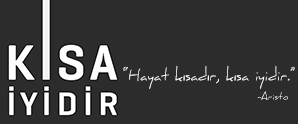 KISA
İYİDİR
"Hayat kısadır, kısa iyidir."
-Aristo